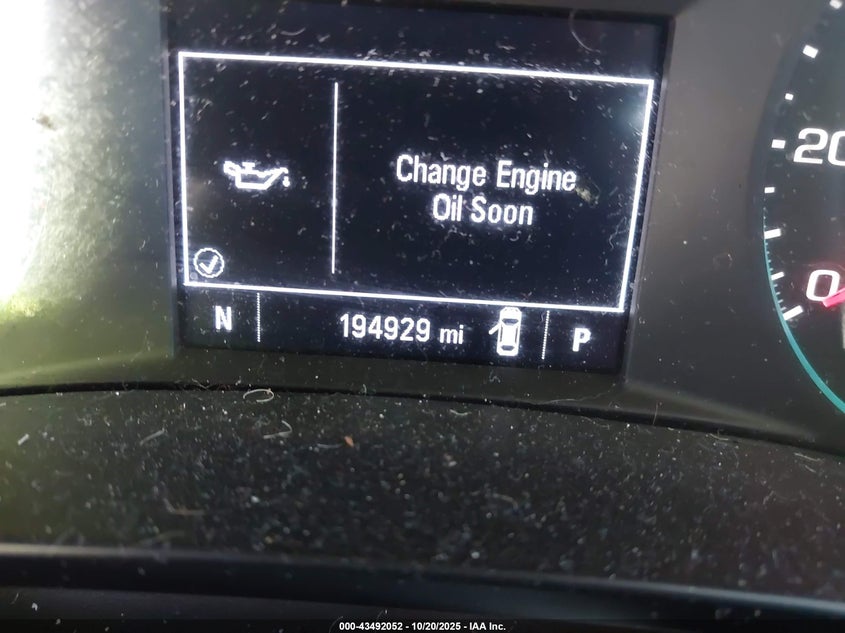 Change Engine
Oil Soon
20
0
N 194929 mi P
000-43492052 - 10/20/2025 - IAA Inc.